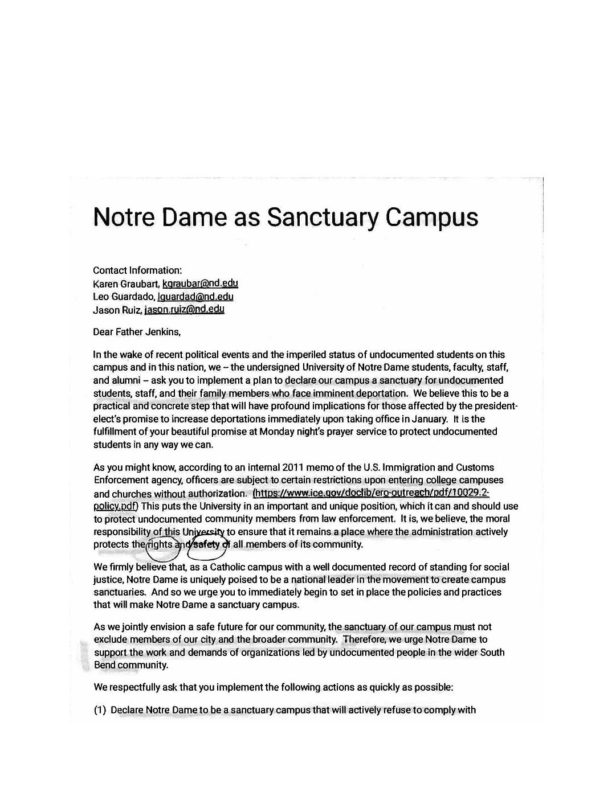 Notre Dame as Sanctuary Campus
Contact Information:
Karen Graubart, kgraubar@nd.edu
Leo Guardado, lguardad@nd.edu
Jason Ruiz, jason.ruiz@nd.edu
Dear Father Jenkins,
In the wake of recent political events and the imperiled status of undocumented students on this
campus and in this nation, we – the undersigned University of Notre Dame students, faculty, staff,
and alumni – ask you to implement a plan to declare our campus a sanctuary for undocumented
students, staff, and their family members who face imminent deportation. We believe this to be a
practical and concrete step that will have profound implications for those affected by the president-
elect's promise to increase deportations immediately upon taking office in January. It is the
fulfillment of your beautiful promise at Monday night's prayer service to protect undocumented
students in any way we can.
As you might know, according to an internal 2011 memo of the U.S. Immigration and Customs
Enforcement agency, officers are subject to certain restrictions upon entering college campuses
and churches without authorization. (https://www.ice.gov/doclib/ero-outreach/pdf/10029.2-
policy.pdf) This puts the University in an important and unique position, which it can and should use
to protect undocumented community members from law enforcement. It is, we believe, the moral
responsibility of this University to ensure that it remains a place where the administration actively
protects the rights and safety of all members of its community.
We firmly believe that, as a Catholic campus with a well documented record of standing for social
justice, Notre Dame is uniquely poised to be a national leader in the movement to create campus
sanctuaries. And so we urge you to immediately begin to set in place the policies and practices
that will make Notre Dame a sanctuary campus.
As we jointly envision a safe future for our community, the sanctuary of our campus must not
exclude members of our city and the broader community. Therefore, we urge Notre Dame to
support the work and demands of organizations led by undocumented people in the wider South
Bend community.
We respectfully ask that you implement the following actions as quickly as possible:
(1) Declare Notre Dame to be a sanctuary campus that will actively refuse to comply with